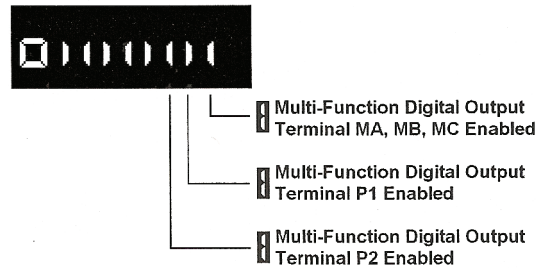 Multi-Function Digital Output
Terminal MA, MB, MC Enabled
Multi-Function Digital Output
Terminal P1 Enabled
Multi-Function Digital Output
Terminal P2 Enabled